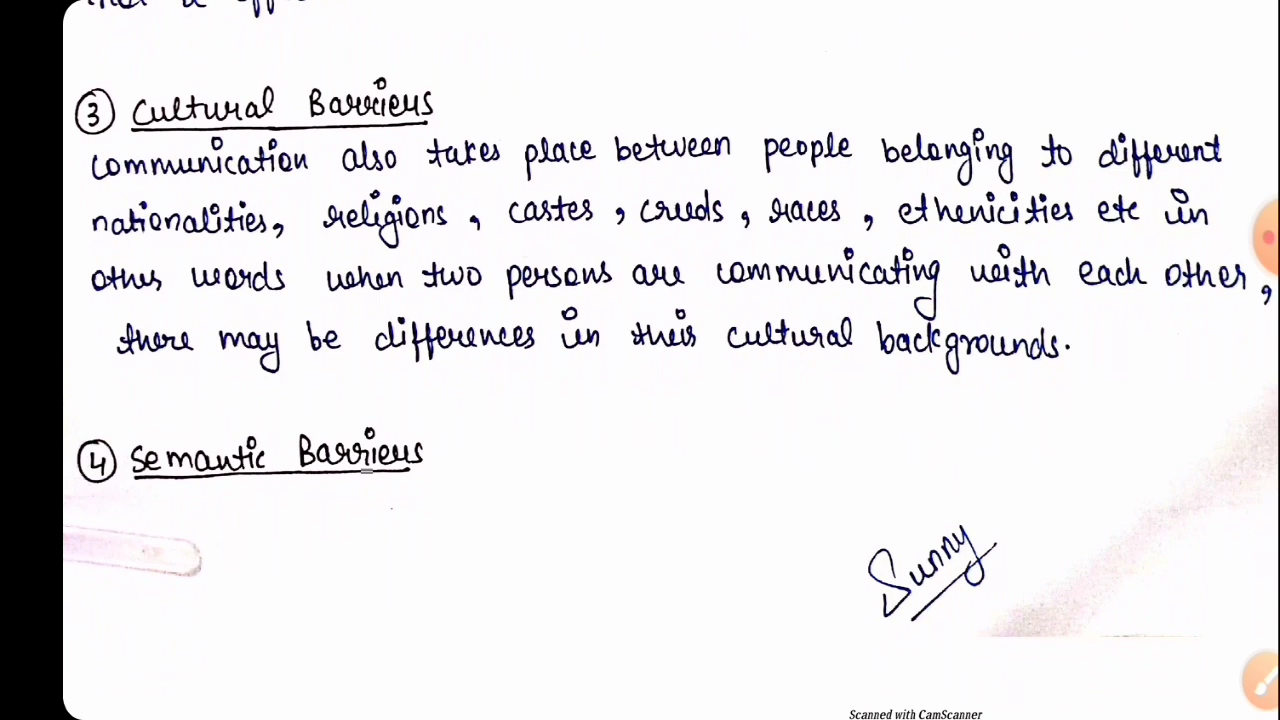 ③ Cultural Barriers
communication also takes place between people belonging to different
nationalities, religions, castes, creeds, races, ethenicities etc in
other words when two persons are communicating with each other,
there may be differences in their cultural backgrounds.
④ Semantic Barriers
Sunny
Scanned with CamScanner